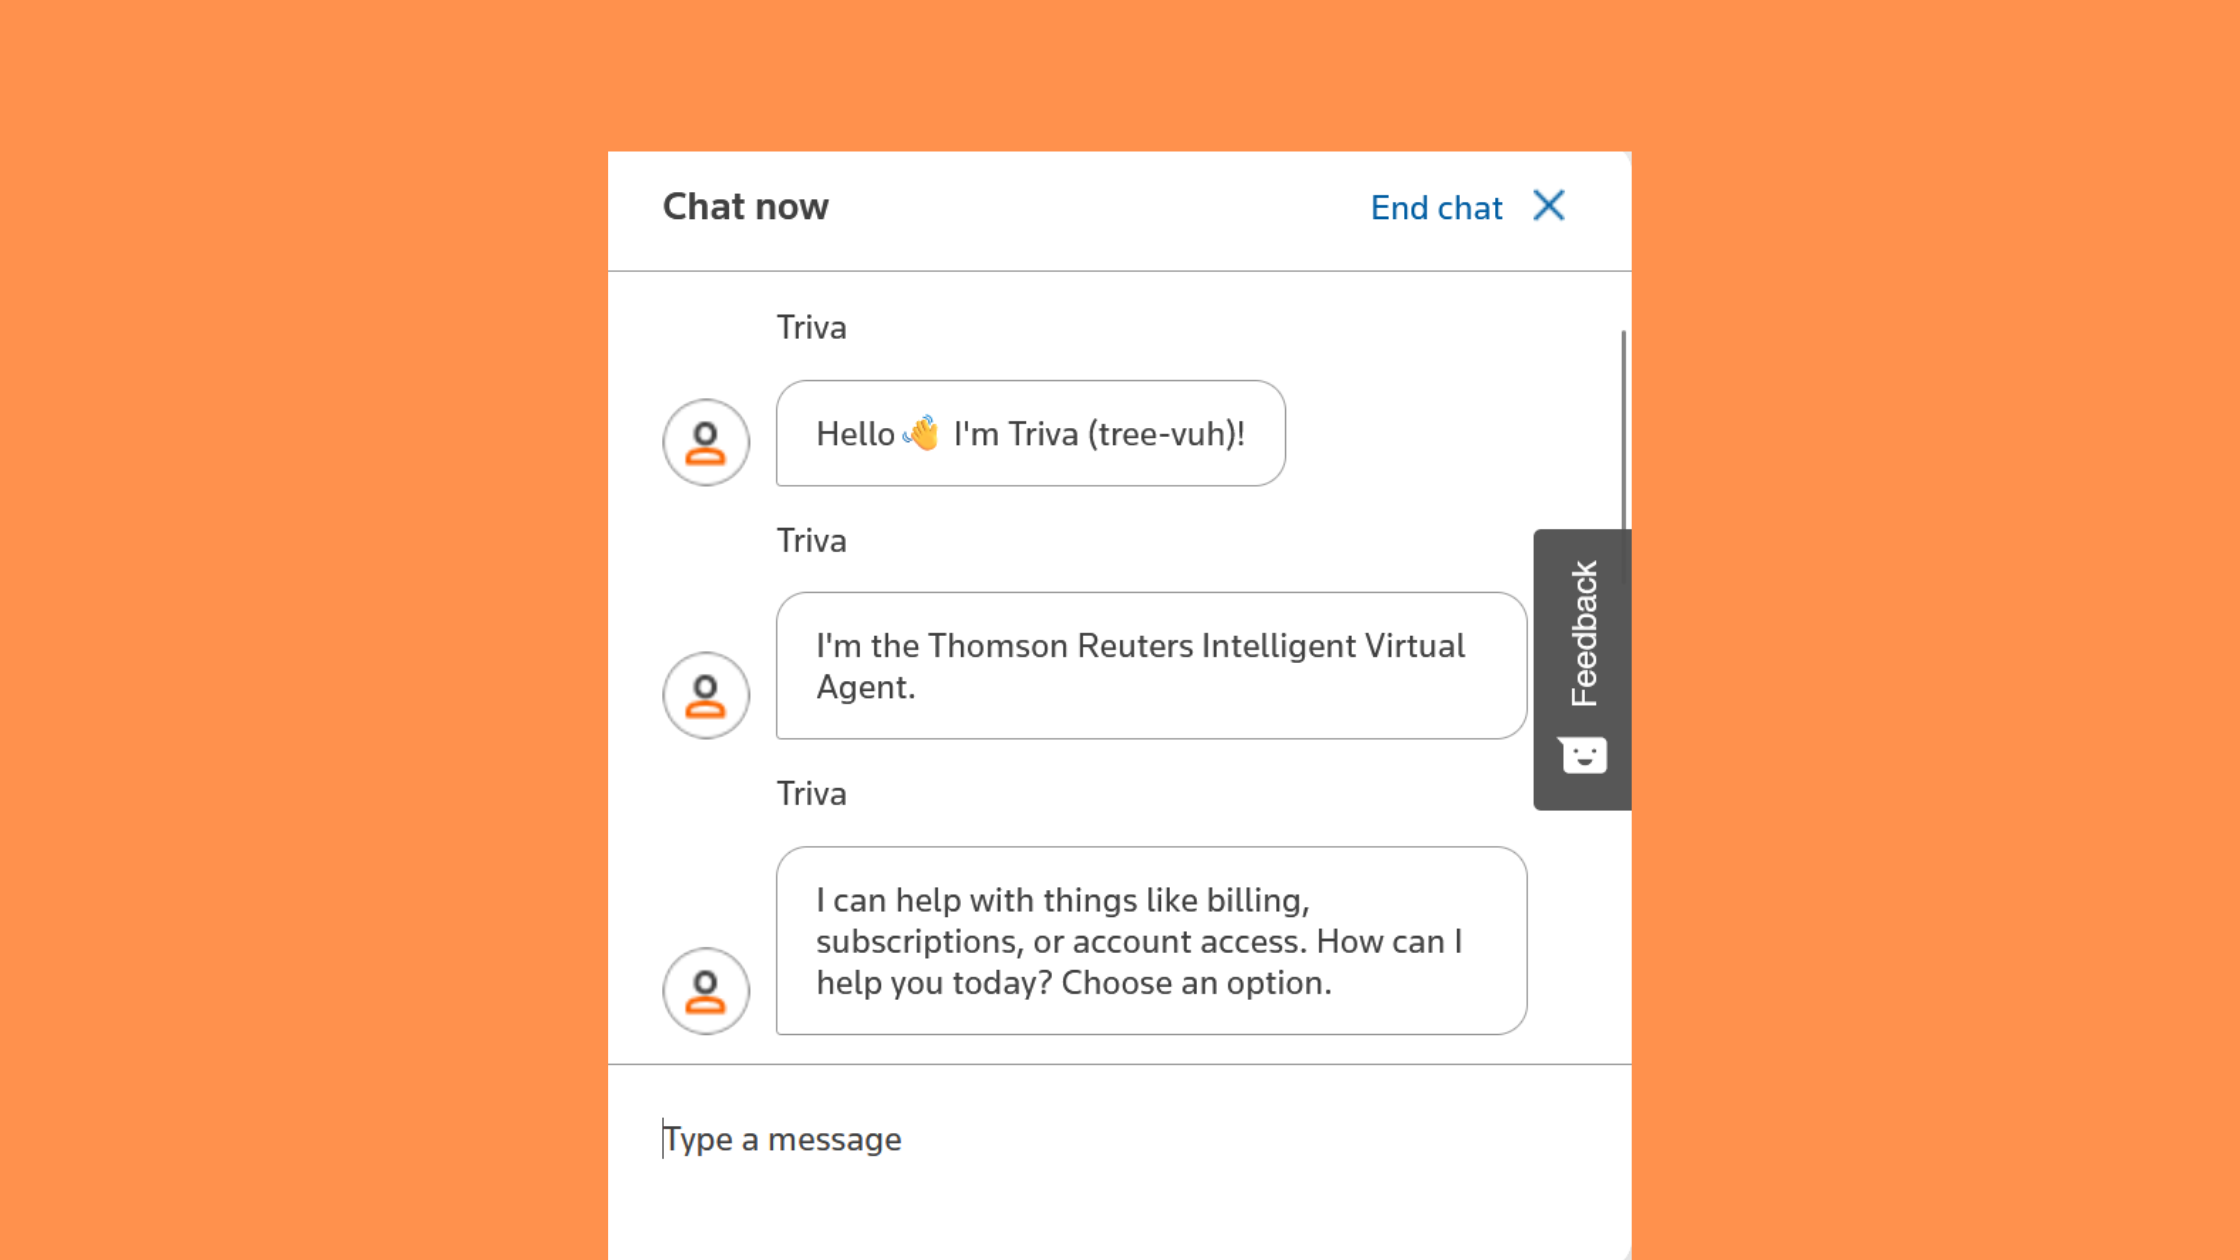 Chat now
End chat
Triva
Hello 👋 I'm Triva (tree-vuh)!
Triva
I'm the Thomson Reuters Intelligent Virtual
Agent.
Feedback
Triva
I can help with things like billing,
subscriptions, or account access. How can I
help you today? Choose an option.
Type a message